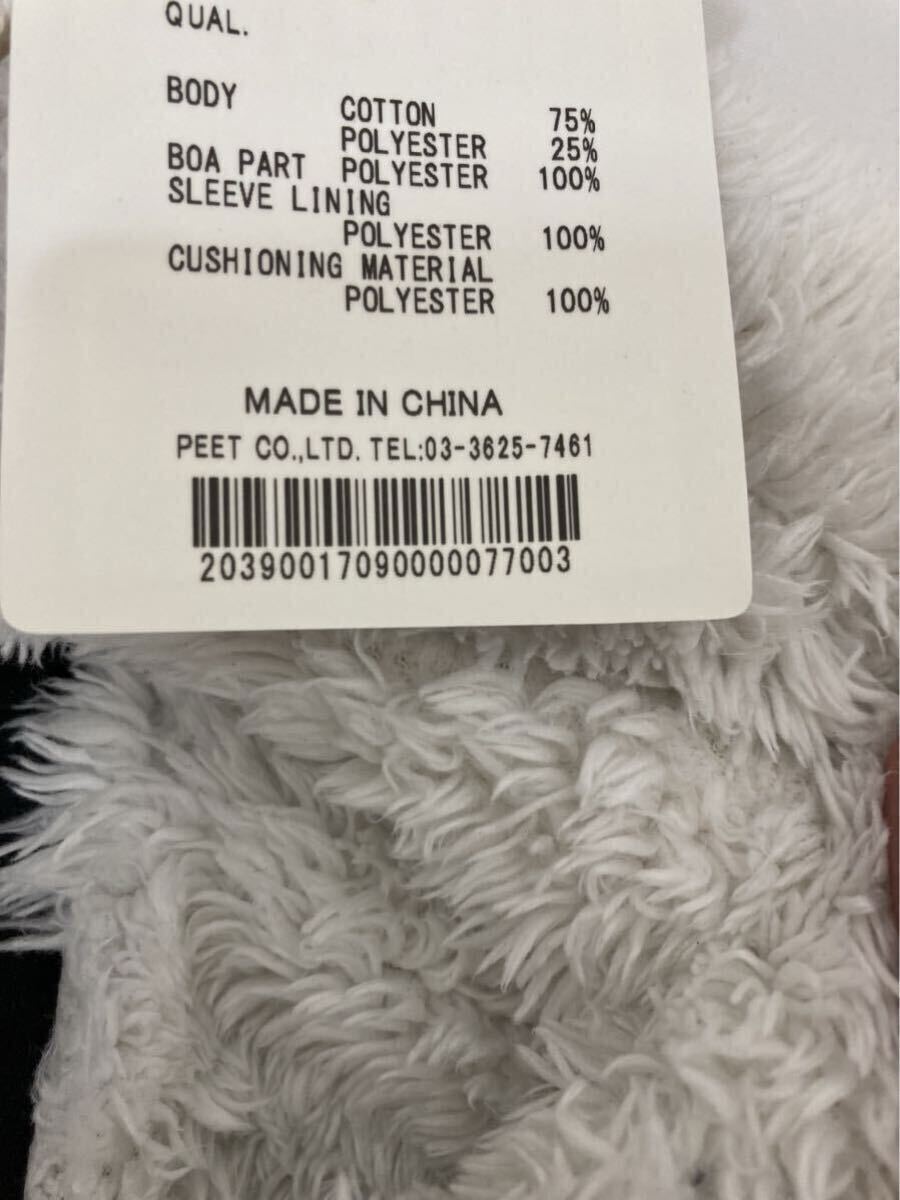 QUAL.
BODY
COTTON 75%
POLYESTER 25%
BOA PART POLYESTER 100%
SLEEVE LINING
POLYESTER 100%
CUSHIONING MATERIAL
POLYESTER 100%
MADE IN CHINA
PEET CO.,LTD. TEL:03-3625-7461
20390017090000077003